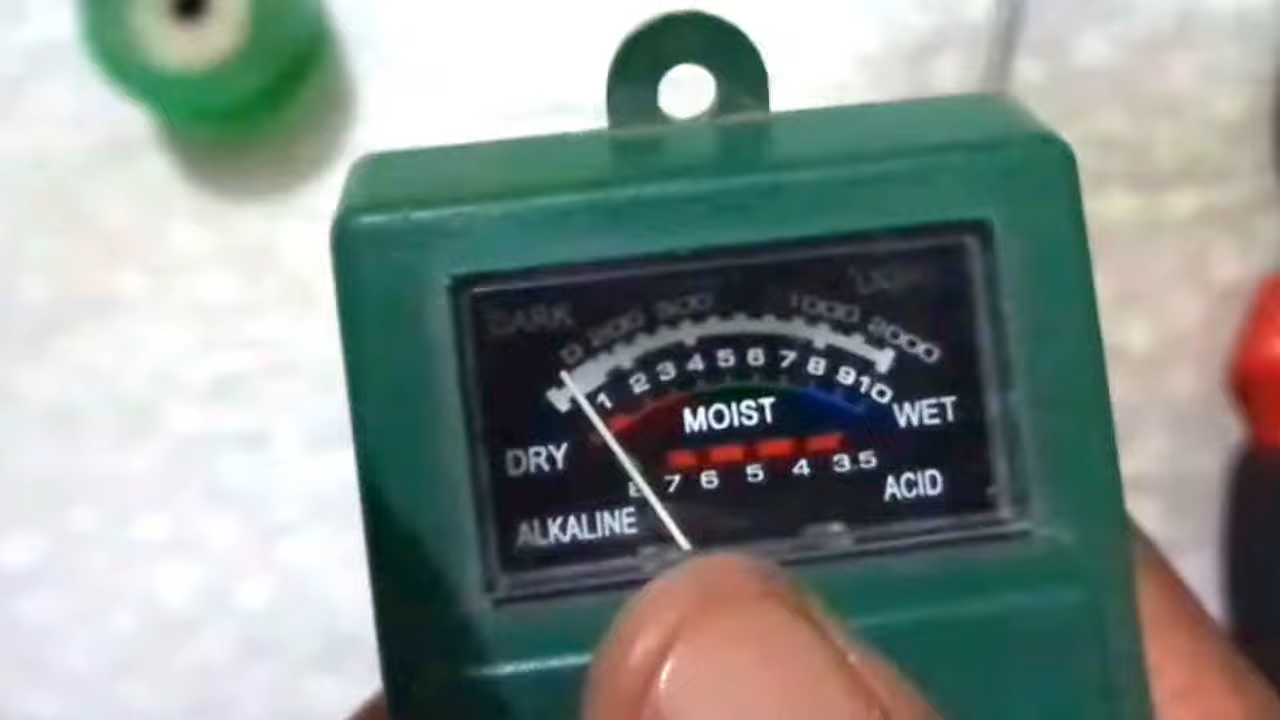 DARK LIGHT
0 200 500 1000 2000
1 2 3 4 5 6 7 8 9 10
DRY MOIST WET
8 7 6 5 4 3.5
ALKALINE ACID